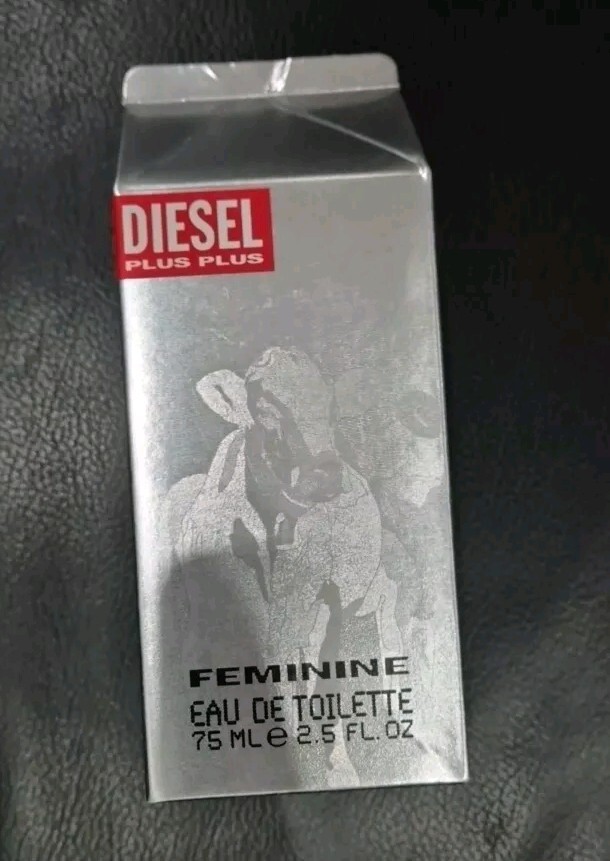 DIESEL
PLUS PLUS
FEMININE
EAU DE TOILETTE
75 ML e 2.5 FL. OZ